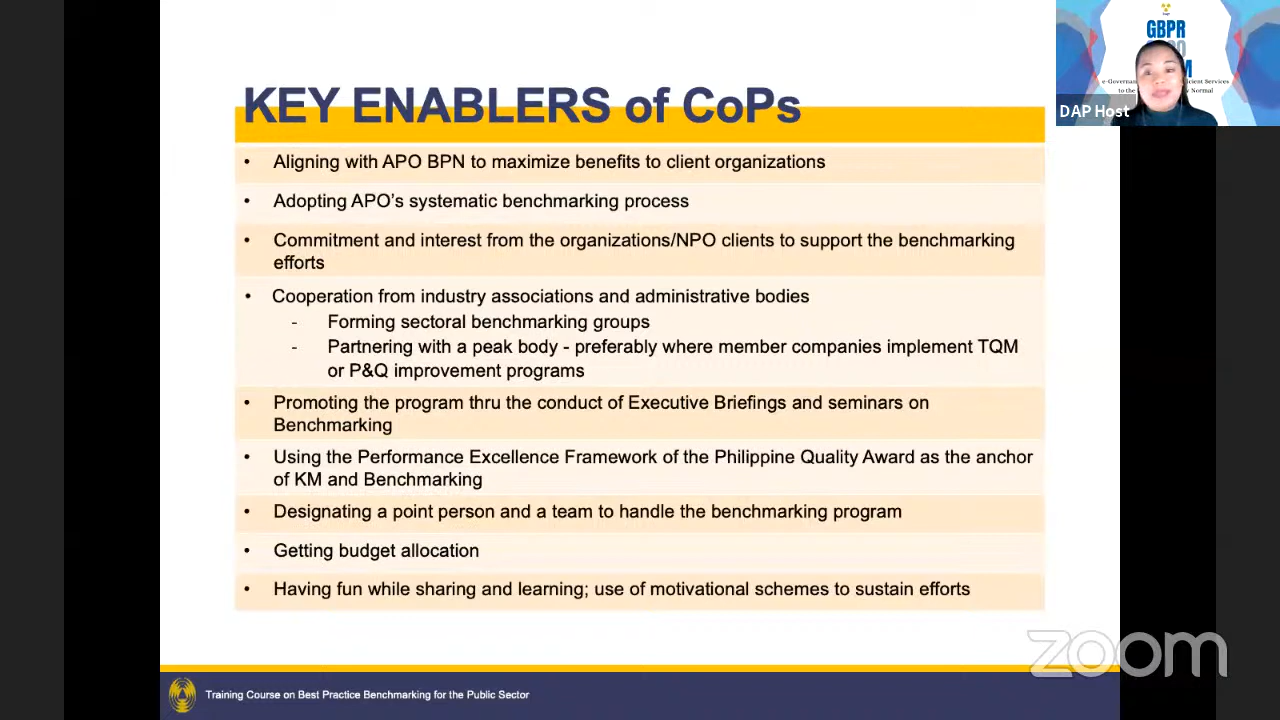 KEY ENABLERS of CoPs
• Aligning with APO BPN to maximize benefits to client organizations
• Adopting APO's systematic benchmarking process
• Commitment and interest from the organizations/NPO clients to support the benchmarking
efforts
• Cooperation from industry associations and administrative bodies
- Forming sectoral benchmarking groups
- Partnering with a peak body - preferably where member companies implement TQM
or P&Q improvement programs
• Promoting the program thru the conduct of Executive Briefings and seminars on
Benchmarking
• Using the Performance Excellence Framework of the Philippine Quality Award as the anchor
of KM and Benchmarking
• Designating a point person and a team to handle the benchmarking program
• Getting budget allocation
• Having fun while sharing and learning; use of motivational schemes to sustain efforts
Training Course on Best Practice Benchmarking for the Public Sector
GBPR
DAP Host
zoom